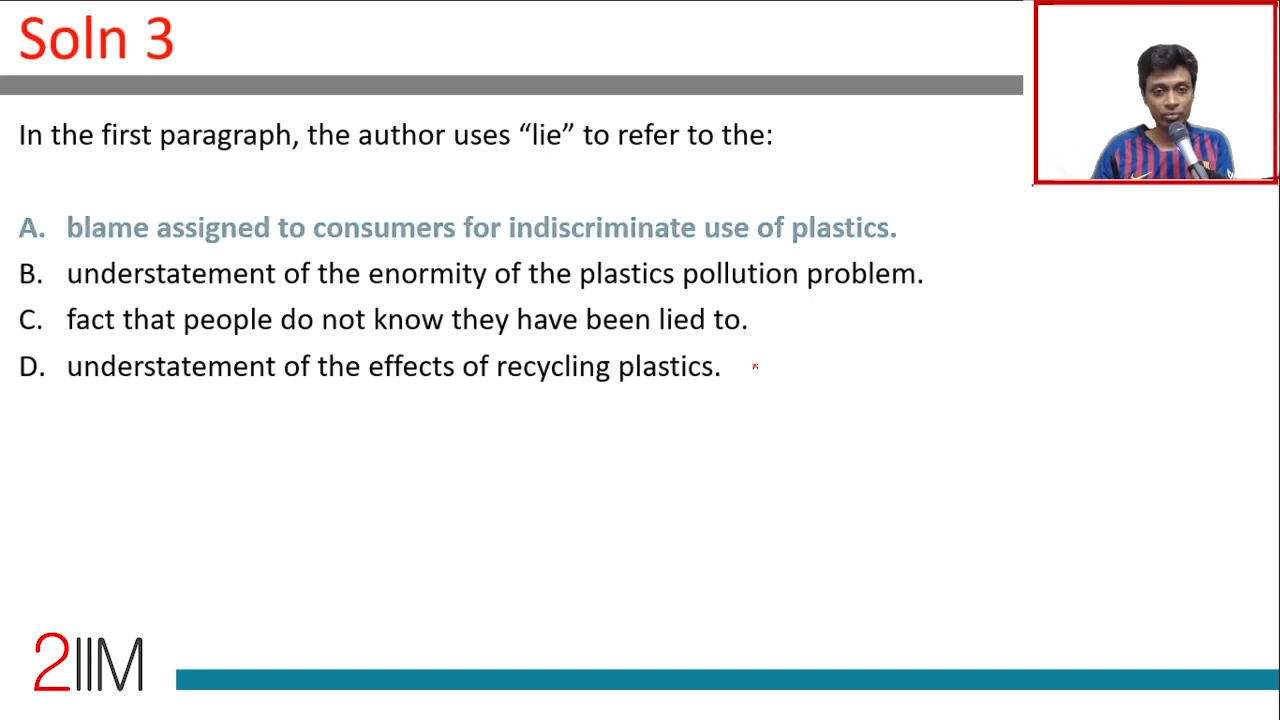 Soln 3
In the first paragraph, the author uses “lie” to refer to the:
A. blame assigned to consumers for indiscriminate use of plastics.
B. understatement of the enormity of the plastics pollution problem.
C. fact that people do not know they have been lied to.
D. understatement of the effects of recycling plastics.
2IIM